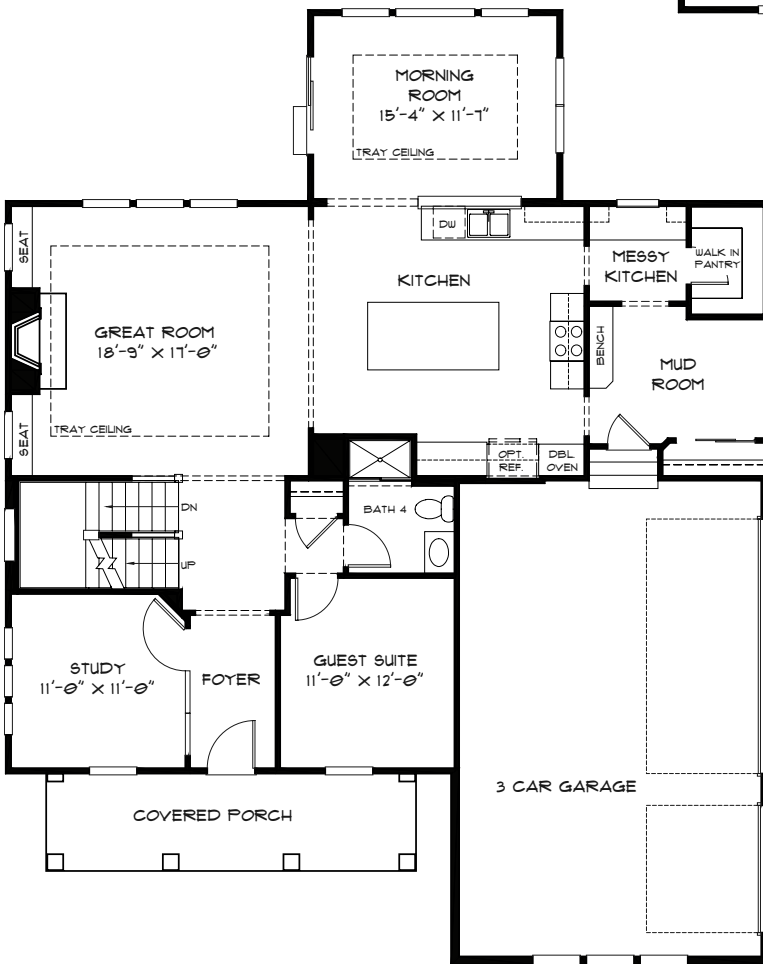 MORNING
ROOM
15'-4" X 11'-7"
TRAY CEILING
SEAT
DW
KITCHEN
MESSY
KITCHEN
WALK IN
PANTRY
GREAT ROOM
18'-9" X 17'-0"
BENCH
MUD
ROOM
SEAT
TRAY CEILING
OPT.
REF.
DBL
OVEN
DN
BATH 4
UP
STUDY
11'-0" X 11'-0"
FOYER
GUEST SUITE
11'-0" X 12'-0"
3 CAR GARAGE
COVERED PORCH